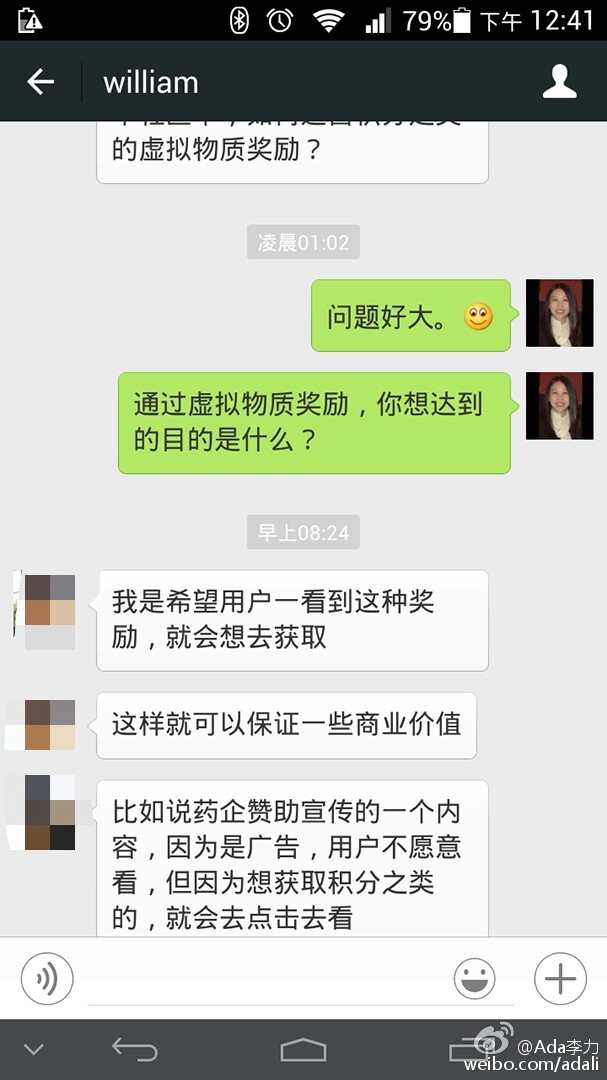 79% 下午 12:41
william
的虚拟物质奖励？
凌晨01:02
问题好大。
通过虚拟物质奖励，你想达到
的目的是什么？
早上08:24
我是希望用户一看到这种奖
励，就会想去获取
这样就可以保证一些商业价值
比如说药企赞助宣传的一个内
容，因为是广告，用户不愿意
看，但因为想获取积分之类
的，就会去点击去看
@Ada李力
weibo.com/adali